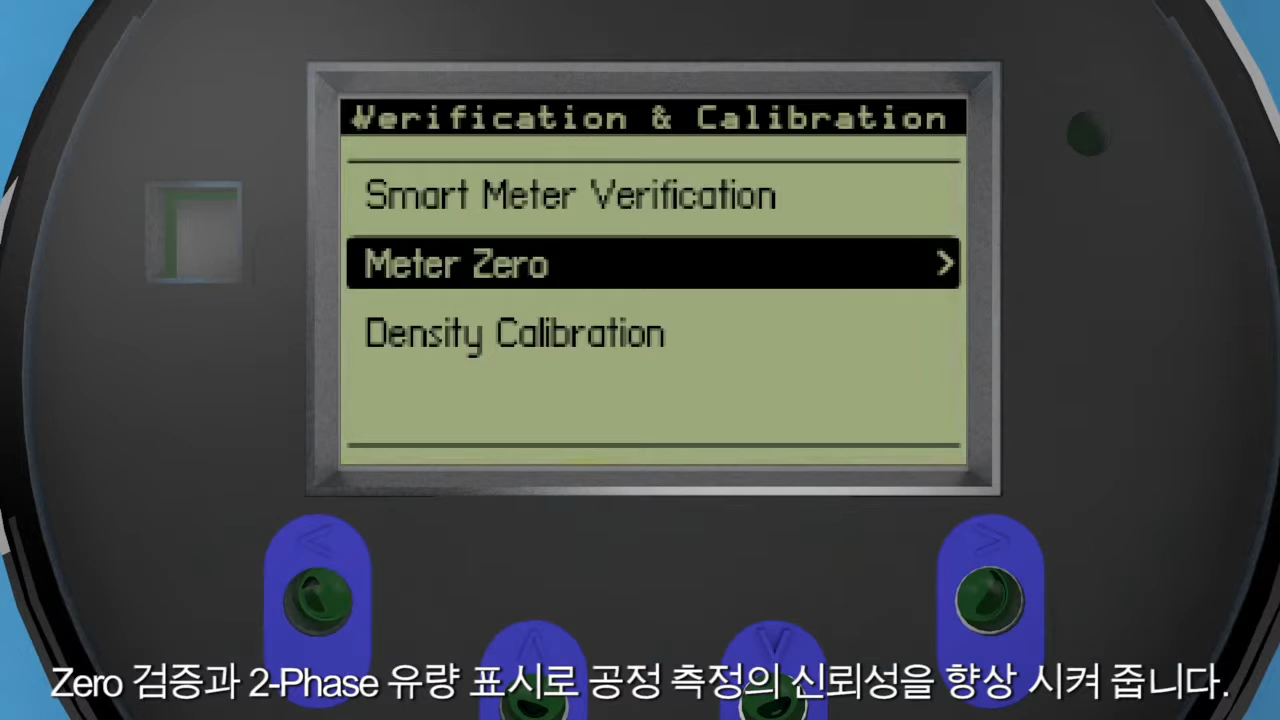 Verification & Calibration
Smart Meter Verification
Meter Zero >
Density Calibration
Zero 검증과 2-Phase 유량 표시로 공정 측정의 신뢰성을 향상 시켜 줍니다.